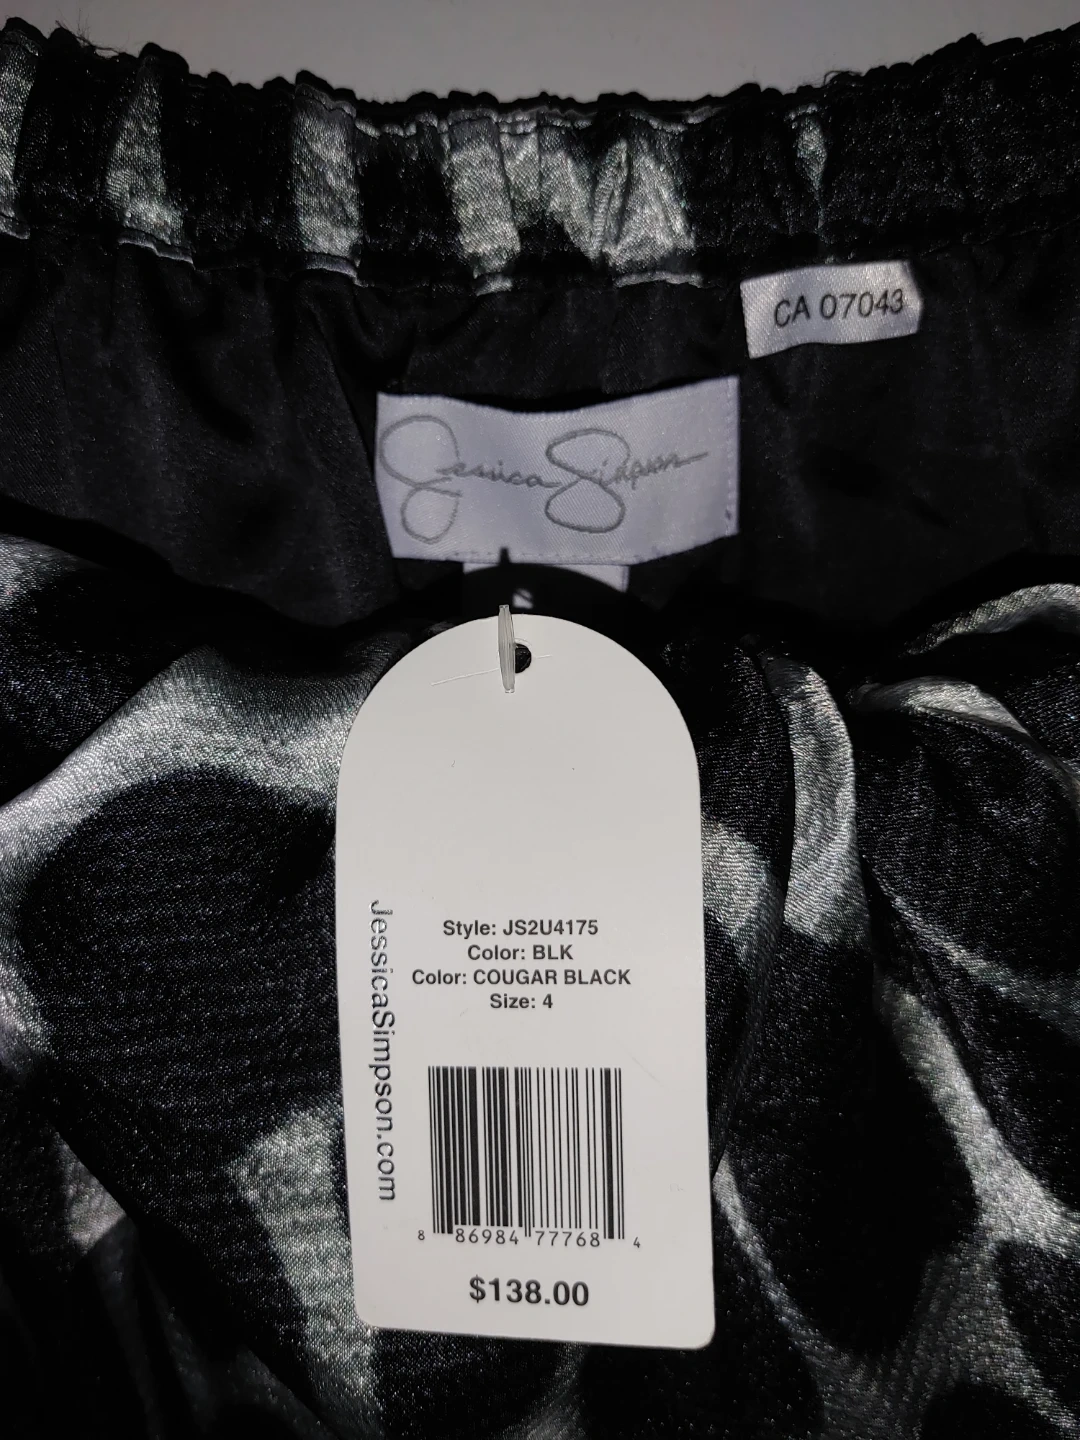 CA 07043
Jessica Simpson
Style: JS2U4175
Color: BLK
Color: COUGAR BLACK
Size: 4
JessicaSimpson.com
8 86984 77768 4
$138.00